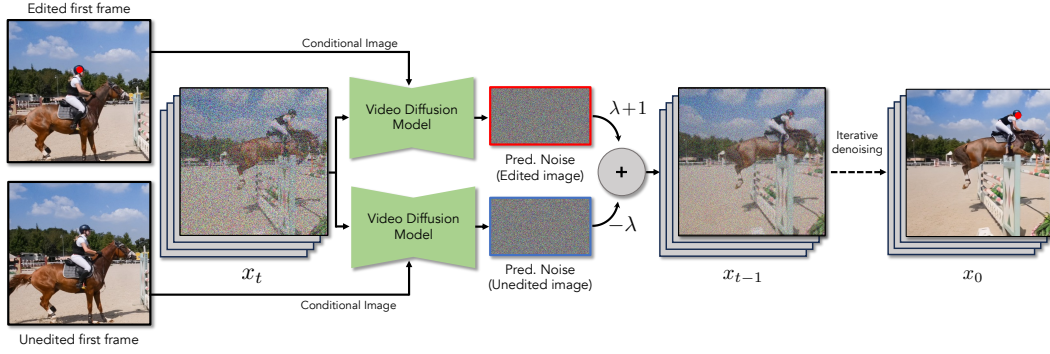 Edited first frame
Conditional Image
Video Diffusion
Model
λ+1
Pred. Noise
(Edited image)
Iterative
denoising
+
Video Diffusion
Model
−λ
x_t
Pred. Noise
(Unedited image)
x_{t−1}
x_0
Conditional Image
Unedited first frame